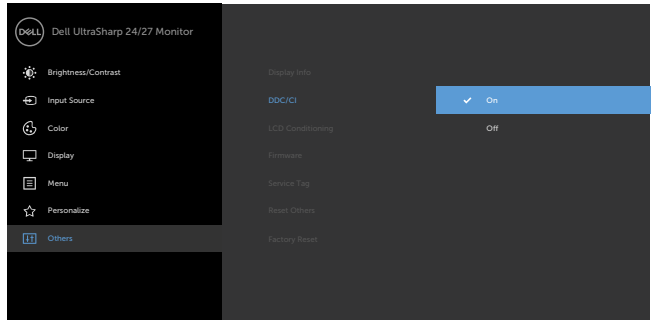 DELL
Dell UltraSharp 24/27 Monitor
Brightness/Contrast
Input Source
Color
Display
Menu
Personalize
Others
Display Info
DDC/CI
LCD Conditioning
Firmware
Service Tag
Reset Others
Factory Reset
On
Off